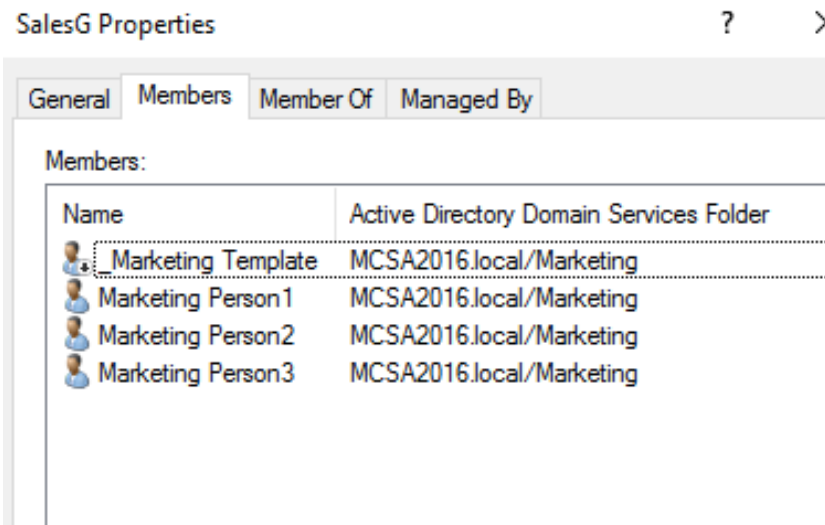 SalesG Properties ?
General Members Member Of Managed By
Members:
Name Active Directory Domain Services Folder
_Marketing Template MCSA2016.local/Marketing
Marketing Person1 MCSA2016.local/Marketing
Marketing Person2 MCSA2016.local/Marketing
Marketing Person3 MCSA2016.local/Marketing